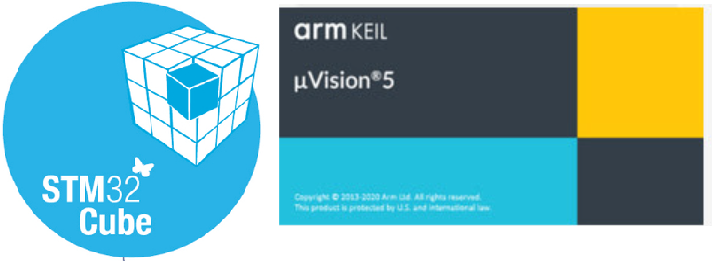 STM32
Cube
arm KEIL
µVision®5
Copyright © 2013-2020 Arm Ltd. All rights reserved.
This product is protected by U.S. and international law.